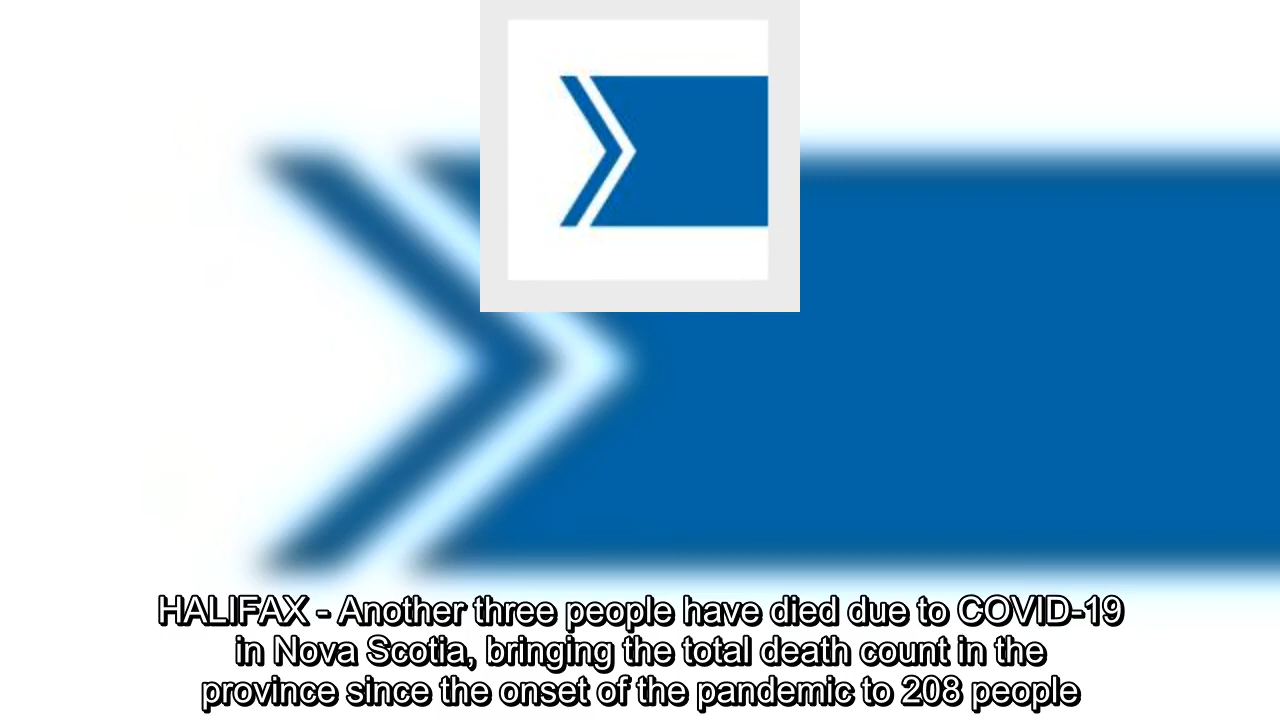 HALIFAX - Another three people have died due to COVID-19
in Nova Scotia, bringing the total death count in the
province since the onset of the pandemic to 208 people